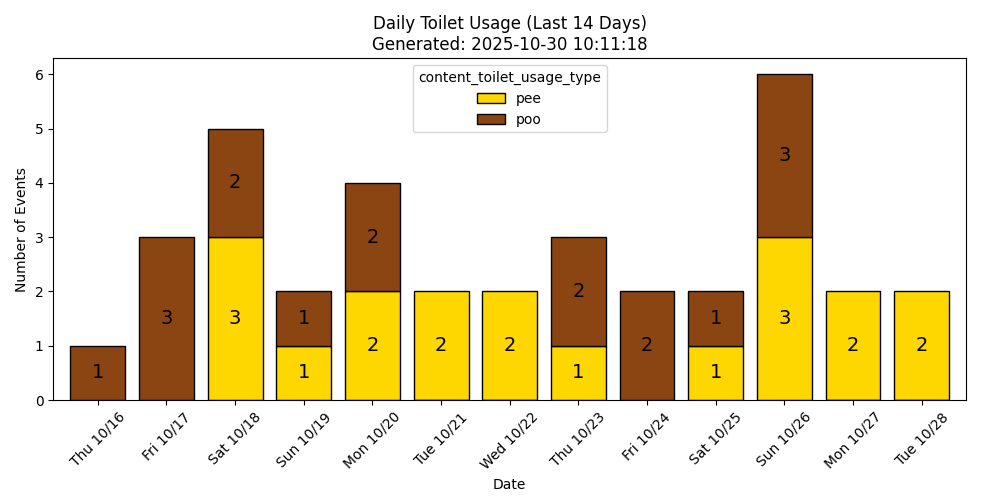 Daily Toilet Usage (Last 14 Days)
Generated: 2025-10-30 10:11:18
content_toilet_usage_type
pee
poo
Number of Events
6
5
4
3
2
1
0
1
3
2
3
1
1
2
2
2
2
2
1
2
1
1
3
3
2
2
Thu 10/16
Fri 10/17
Sat 10/18
Sun 10/19
Mon 10/20
Tue 10/21
Wed 10/22
Thu 10/23
Fri 10/24
Sat 10/25
Sun 10/26
Mon 10/27
Tue 10/28
Date